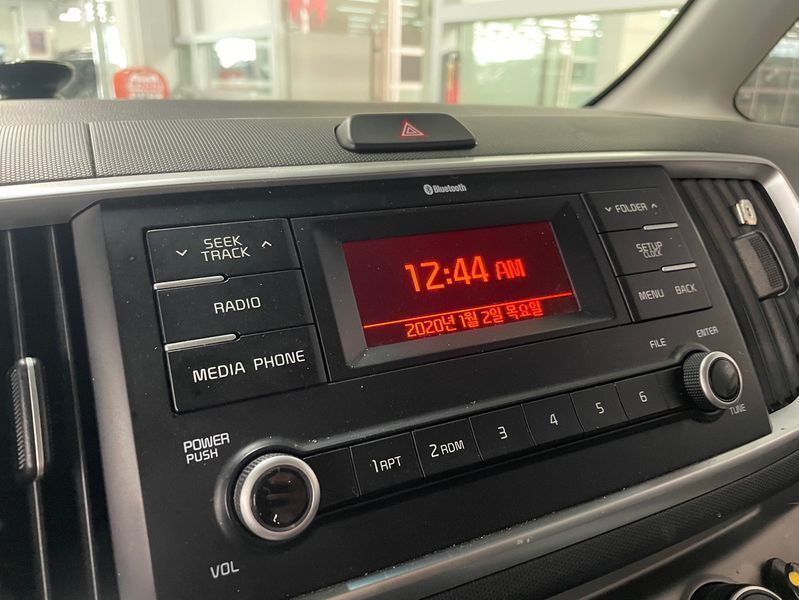 Bluetooth
SEEK
TRACK
RADIO
MEDIA PHONE
12:44 AM
2020년 1월 2일 목요일
FOLDER
SETUP
CLOCK
MENU BACK
FILE
ENTER
TUNE
POWER
PUSH
VOL
1 RPT
2 RDM
3
4
5
6